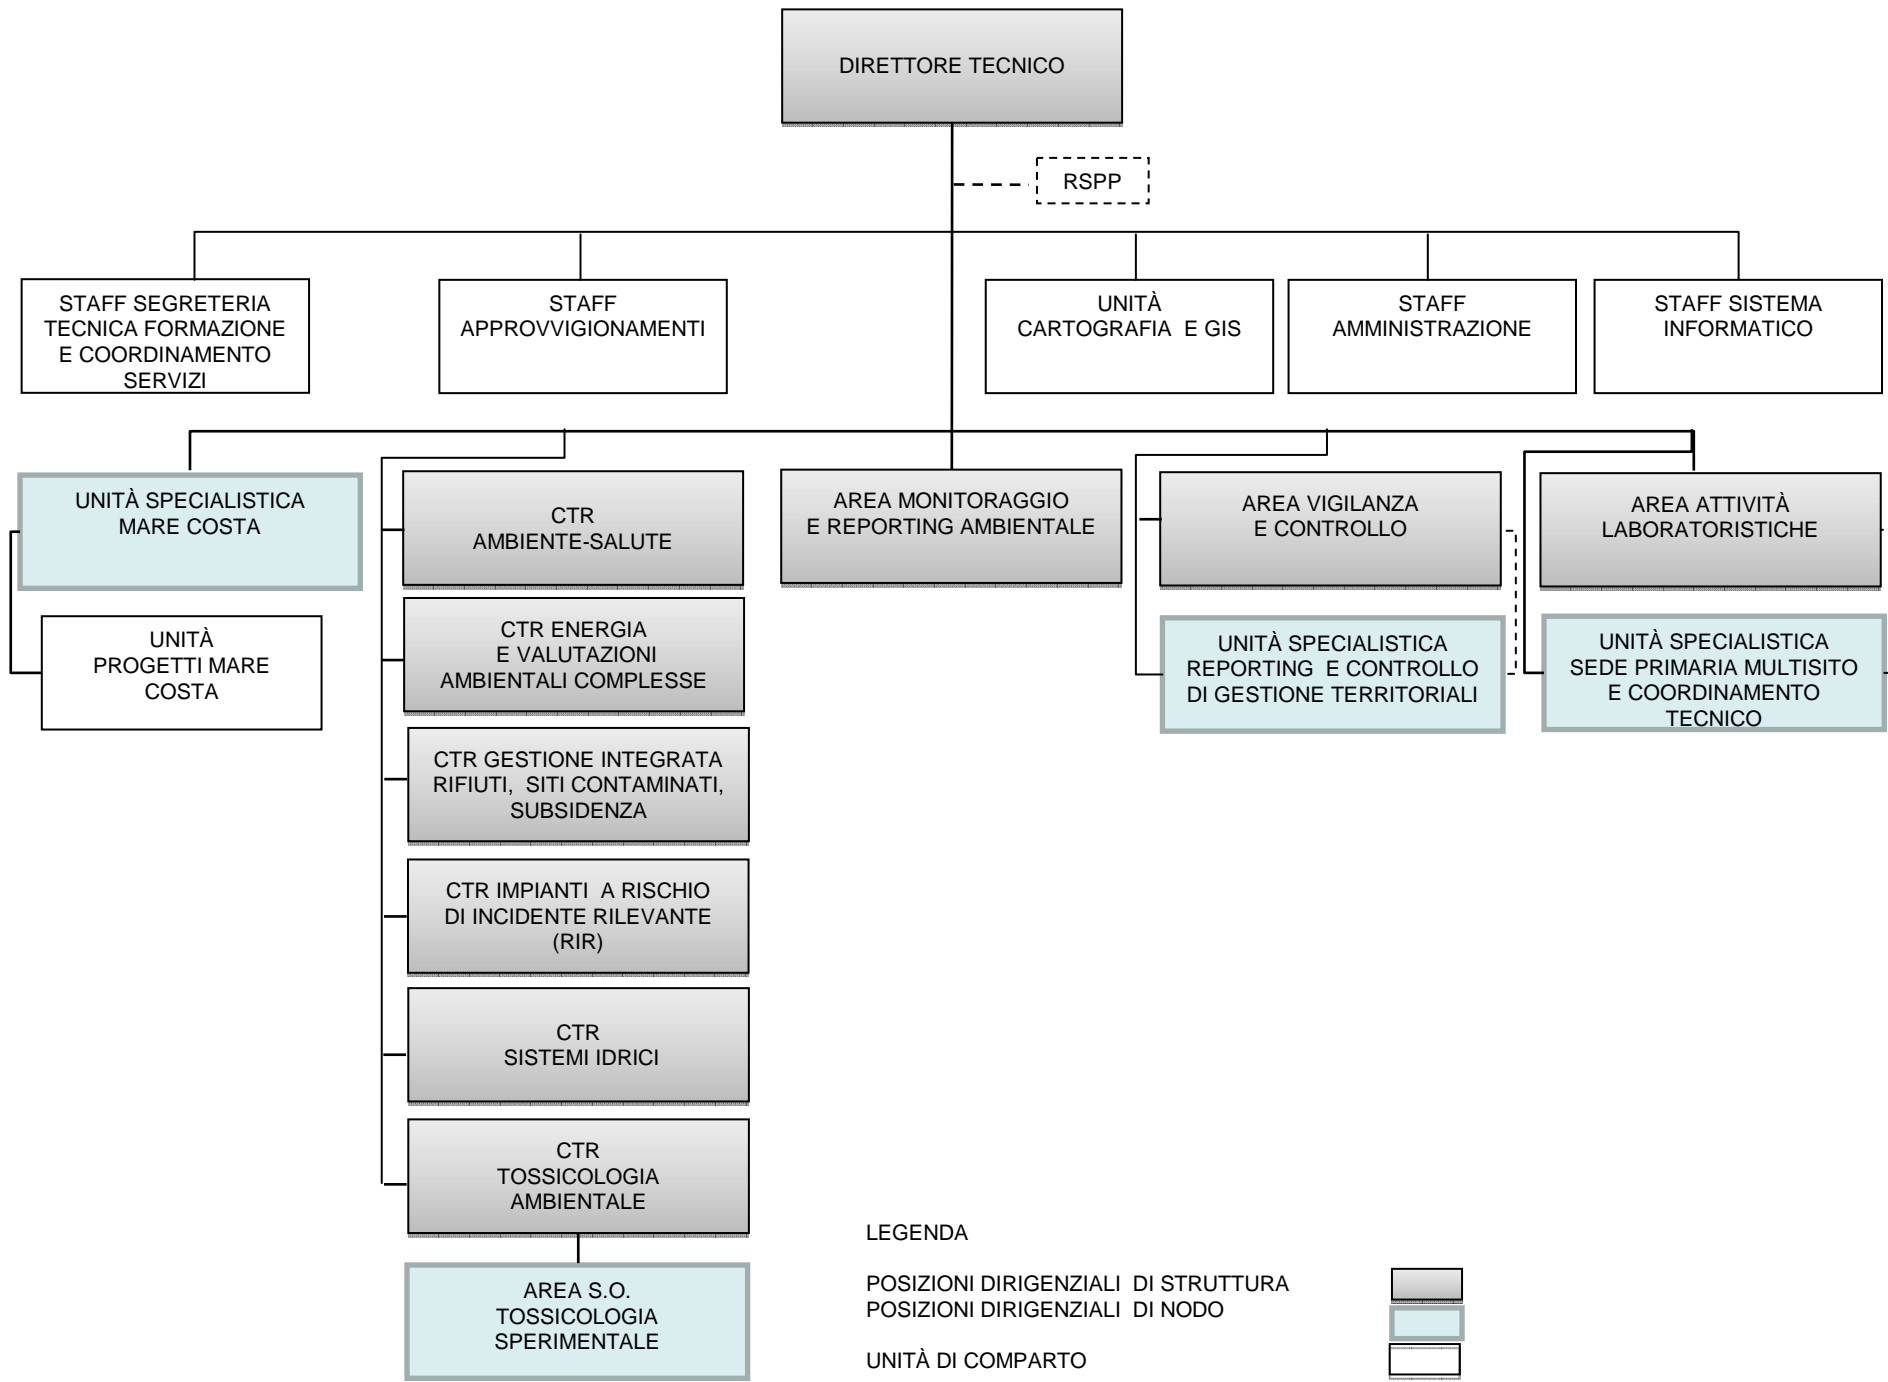 DIRETTORE TECNICO
RSPP
STAFF SEGRETERIA
TECNICA FORMAZIONE
E COORDINAMENTO
SERVIZI
STAFF
APPROVVIGIONAMENTI
UNITÀ
CARTOGRAFIA E GIS
STAFF
AMMINISTRAZIONE
STAFF SISTEMA
INFORMATICO
UNITÀ SPECIALISTICA
MARE COSTA
UNITÀ
PROGETTI MARE
COSTA
CTR
AMBIENTE-SALUTE
CTR ENERGIA
E VALUTAZIONI
AMBIENTALI COMPLESSE
CTR GESTIONE INTEGRATA
RIFIUTI, SITI CONTAMINATI,
SUBSIDENZA
CTR IMPIANTI A RISCHIO
DI INCIDENTE RILEVANTE
(RIR)
CTR
SISTEMI IDRICI
CTR
TOSSICOLOGIA
AMBIENTALE
AREA S.O.
TOSSICOLOGIA
SPERIMENTALE
AREA MONITORAGGIO
E REPORTING AMBIENTALE
AREA VIGILANZA
E CONTROLLO
UNITÀ SPECIALISTICA
REPORTING E CONTROLLO
DI GESTIONE TERRITORIALI
AREA ATTIVITÀ
LABORATORISTICHE
UNITÀ SPECIALISTICA
SEDE PRIMARIA MULTISITO
E COORDINAMENTO
TECNICO
LEGENDA
POSIZIONI DIRIGENZIALI DI STRUTTURA
POSIZIONI DIRIGENZIALI DI NODO
UNITÀ DI COMPARTO